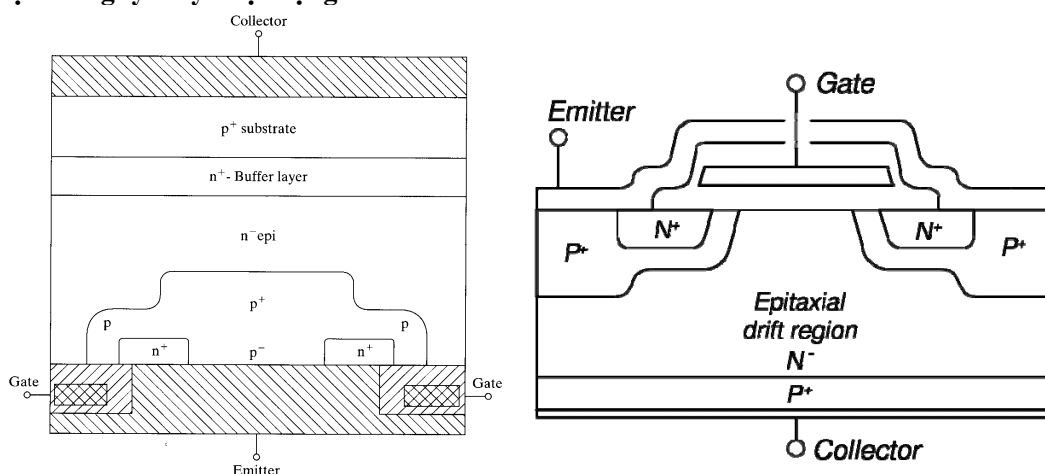 Collector
p+ substrate
n+- Buffer layer
n−epi
p+
p
p
n+
p−
n+
Gate
Gate
Emitter
Gate
Emitter
N+
N+
P+
P+
Epitaxial
drift region
N−
P+
Collector